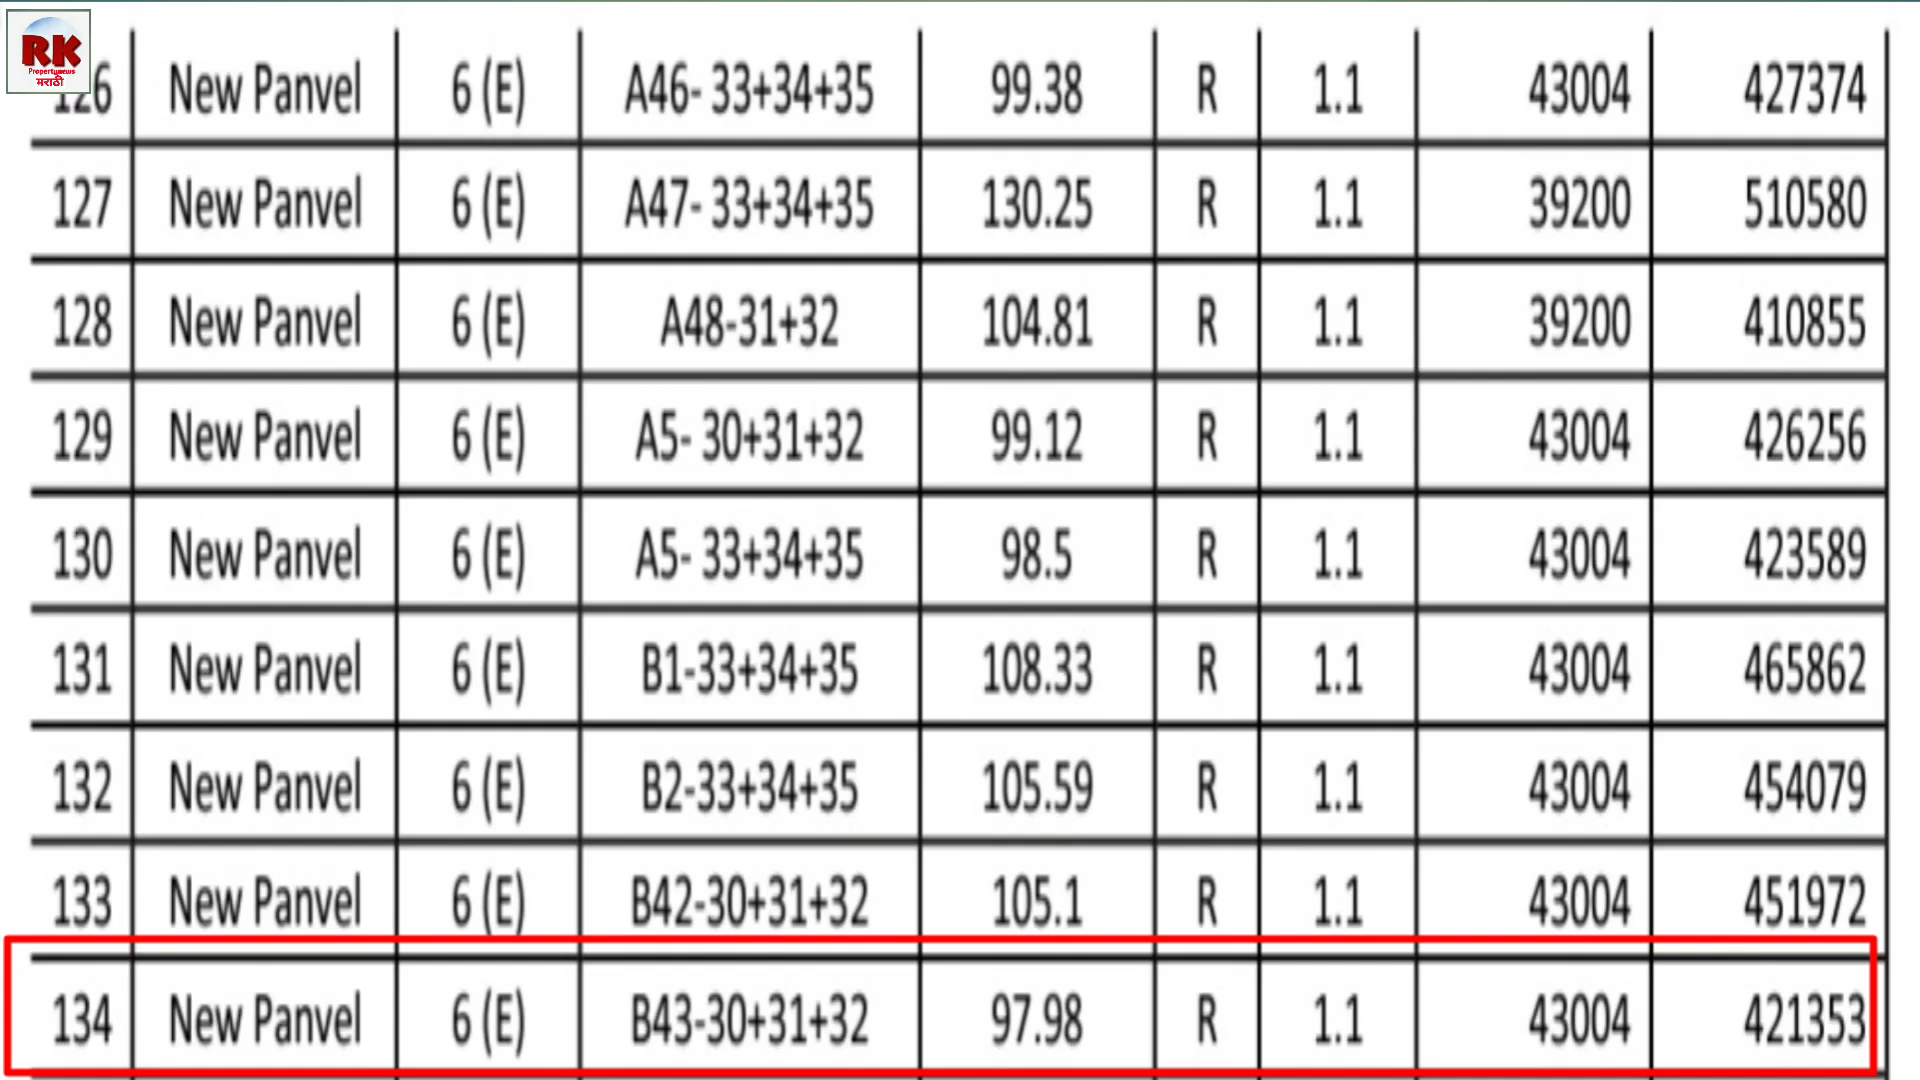 RK
Propertynews
मराठी
126 New Panvel 6 (E) A46- 33+34+35 99.38 R 1.1 43004 427374
127 New Panvel 6 (E) A47- 33+34+35 130.25 R 1.1 39200 510580
128 New Panvel 6 (E) A48-31+32 104.81 R 1.1 39200 410855
129 New Panvel 6 (E) A5- 30+31+32 99.12 R 1.1 43004 426256
130 New Panvel 6 (E) A5- 33+34+35 98.5 R 1.1 43004 423589
131 New Panvel 6 (E) B1-33+34+35 108.33 R 1.1 43004 465862
132 New Panvel 6 (E) B2-33+34+35 105.59 R 1.1 43004 454079
133 New Panvel 6 (E) B42-30+31+32 105.1 R 1.1 43004 451972
134 New Panvel 6 (E) B43-30+31+32 97.98 R 1.1 43004 421353